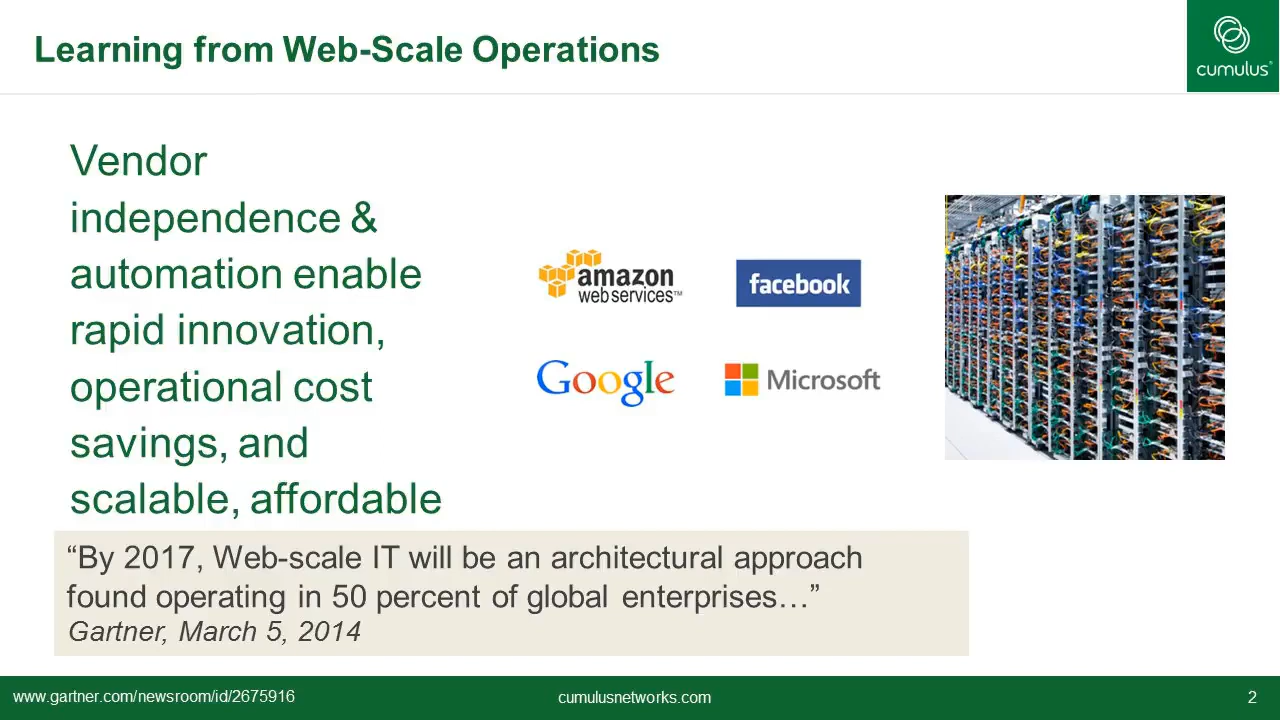 Learning from Web-Scale Operations
cumulus®
Vendor
independence &
automation enable
rapid innovation,
operational cost
savings, and
scalable, affordable
amazon
webservices™
facebook
Google
Microsoft
“By 2017, Web-scale IT will be an architectural approach
found operating in 50 percent of global enterprises…”
Gartner, March 5, 2014
www.gartner.com/newsroom/id/2675916
cumulusnetworks.com
2